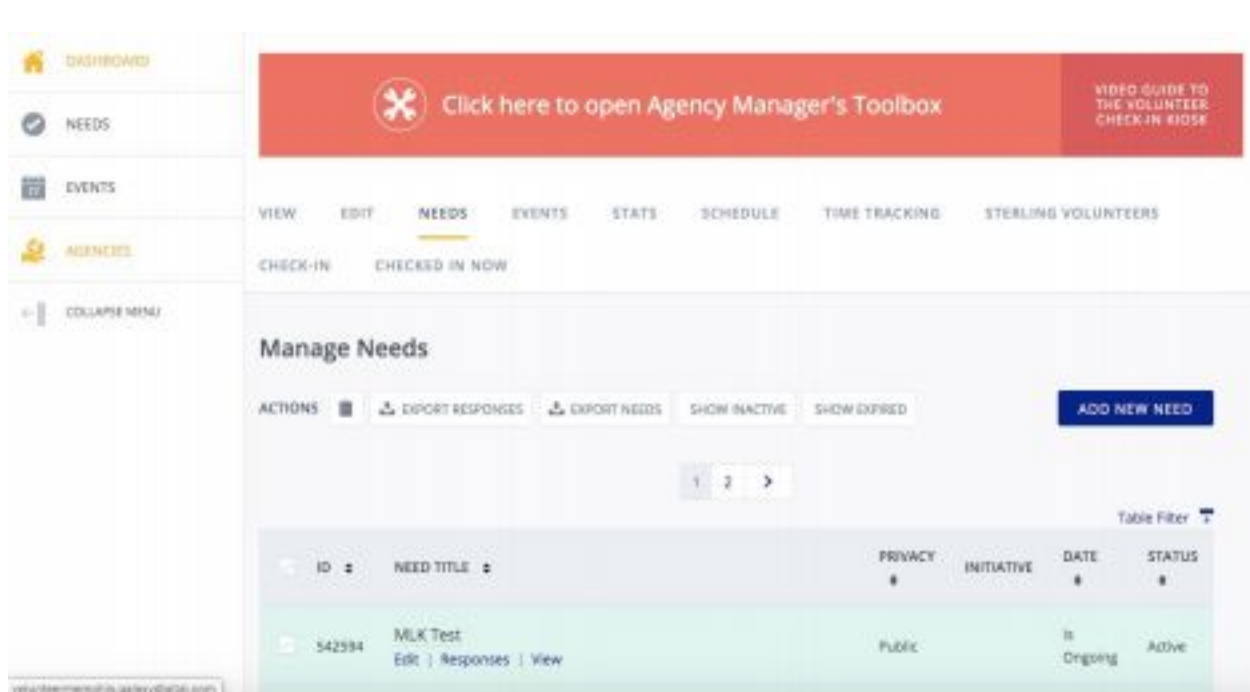 DASHBOARD
NEEDS
EVENTS
AGENCIES
COLLAPSE MENU
Click here to open Agency Manager's Toolbox
VIDEO GUIDE TO
THE VOLUNTEER
CHECK-IN KIOSK
VIEW EDIT NEEDS EVENTS STATS SCHEDULE TIME TRACKING STERLING VOLUNTEERS
CHECK-IN CHECKED IN NOW
Manage Needs
ACTIONS EXPORT RESPONSES EXPORT NEEDS SHOW INACTIVE SHOW EXPIRED ADD NEW NEED
1 2 >
Table Filter
ID NEED TITLE PRIVACY INITIATIVE DATE STATUS
542594 MLK Test Public Is Ongoing Active
Edit | Responses | View